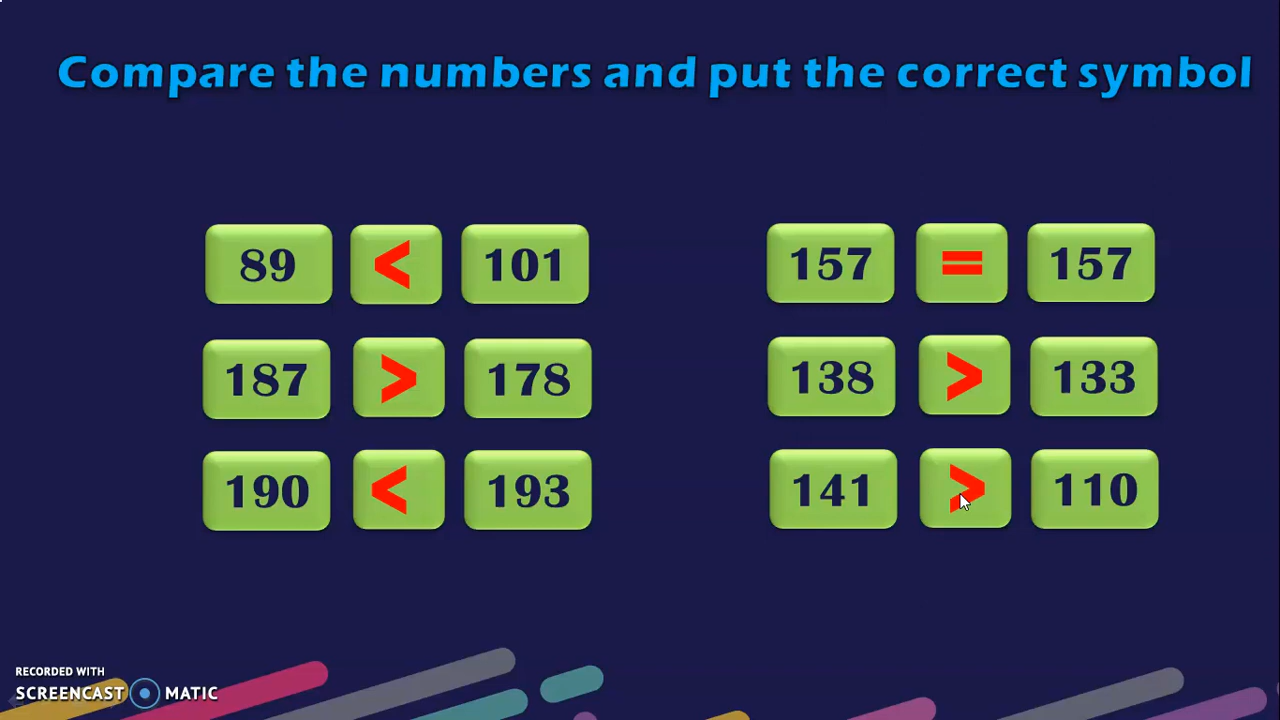 Compare the numbers and put the correct symbol
89 < 101
157 = 157
187 > 178
138 > 133
190 < 193
141 > 110
RECORDED WITH
SCREENCAST MATIC